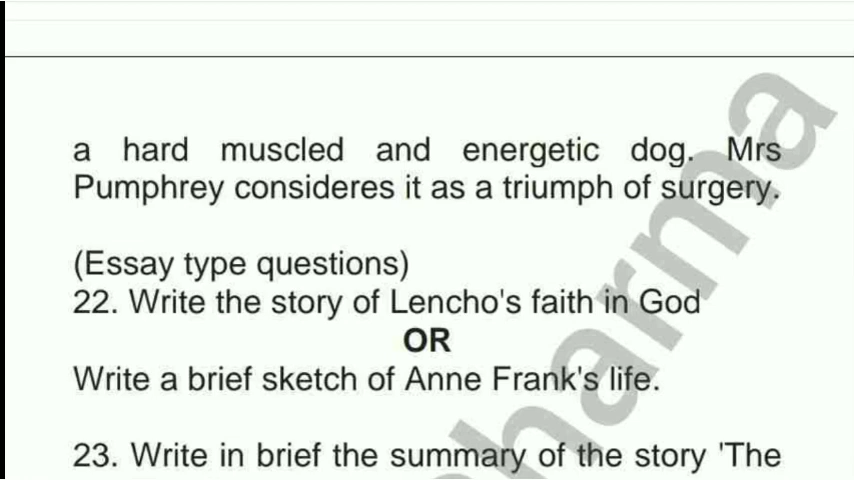 a hard muscled and energetic dog. Mrs
Pumphrey consideres it as a triumph of surgery.
(Essay type questions)
22. Write the story of Lencho's faith in God
OR
Write a brief sketch of Anne Frank's life.
23. Write in brief the summary of the story 'The